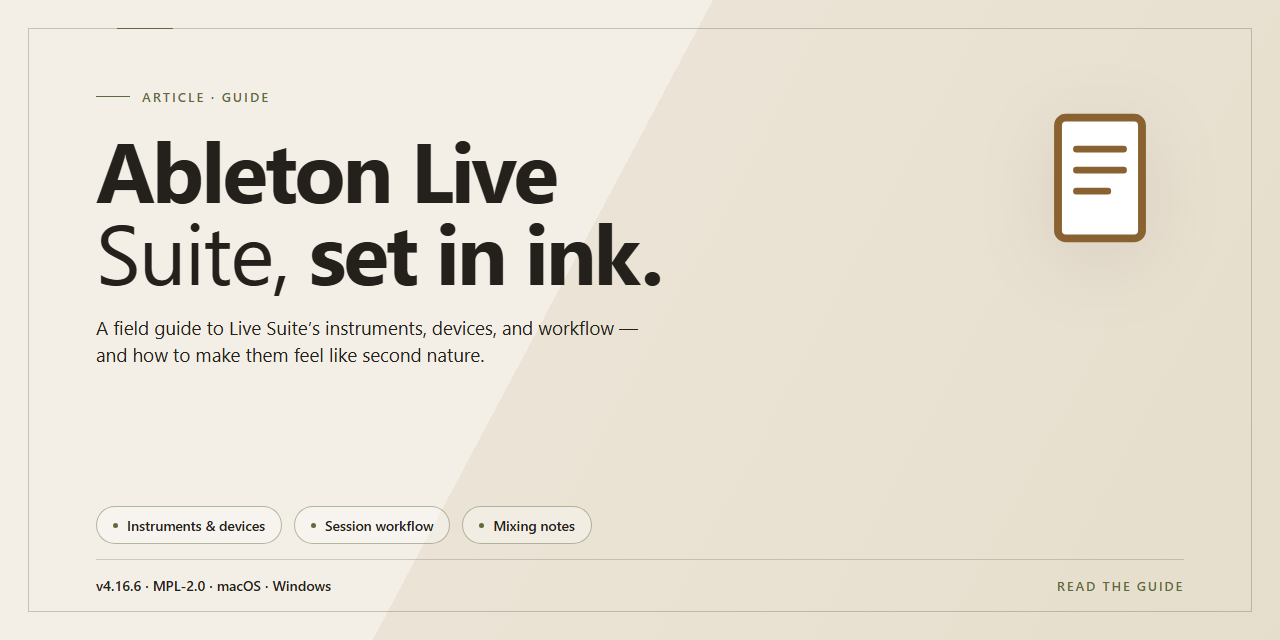 ARTICLE · GUIDE
Ableton Live
Suite, set in ink.
A field guide to Live Suite’s instruments, devices, and workflow —
and how to make them feel like second nature.
Instruments & devices
Session workflow
Mixing notes
v4.16.6 · MPL-2.0 · macOS · Windows
READ THE GUIDE